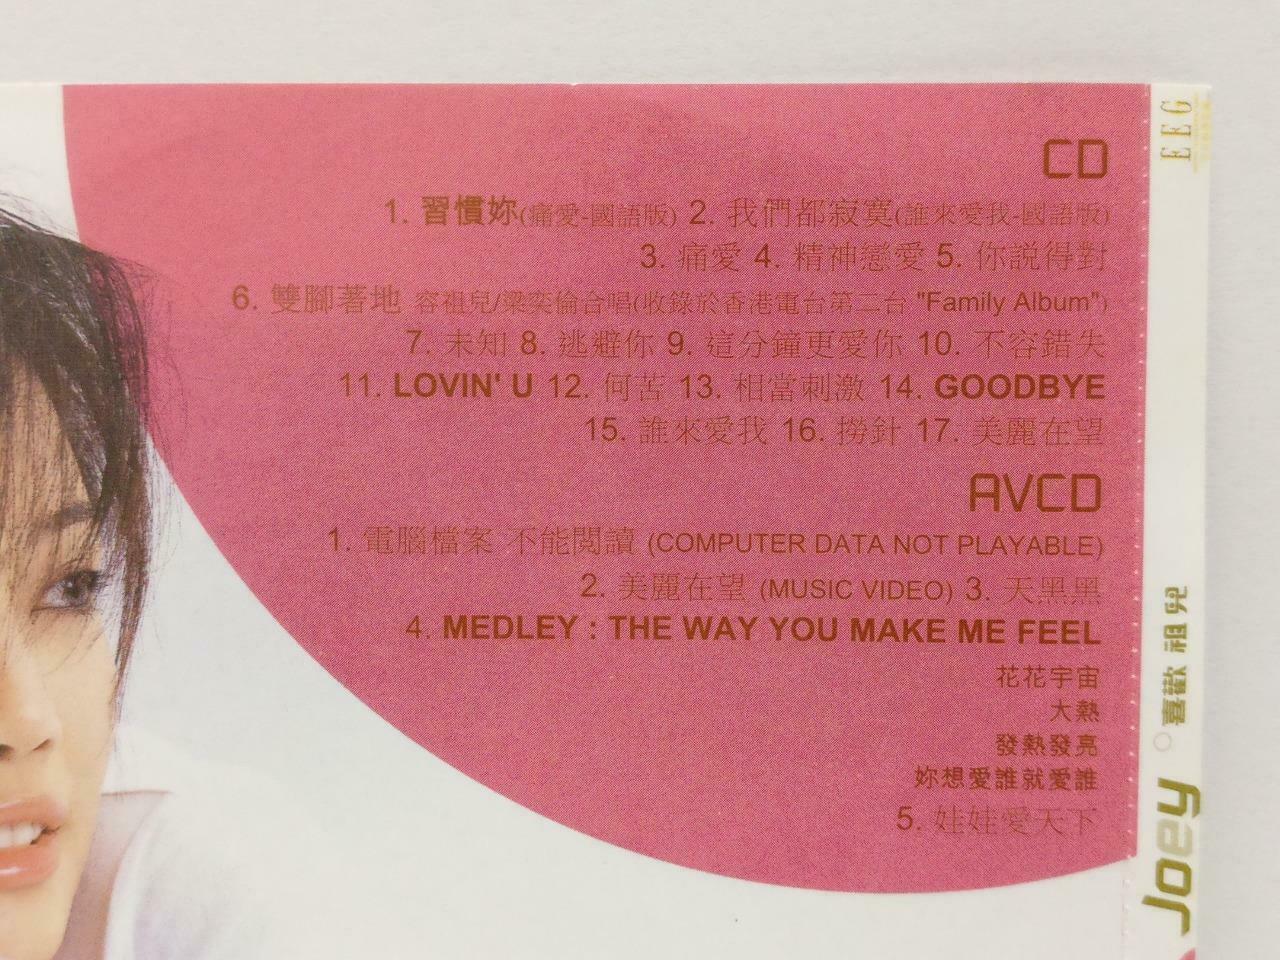 CD
1. 習慣妳(痛愛-國語版) 2. 我們都寂寞(誰來愛我-國語版)
3. 痛愛 4. 精神戀愛 5. 你說得對
6. 雙腳著地 容祖兒/梁奕倫合唱(收錄於香港電台第二台 "Family Album")
7. 未知 8. 逃避你 9. 這分鐘更愛你 10. 不容錯失
11. LOVIN' U 12. 何苦 13. 相當刺激 14. GOODBYE
15. 誰來愛我 16. 撈針 17. 美麗在望
AVCD
1. 電腦檔案 不能閱讀 (COMPUTER DATA NOT PLAYABLE)
2. 美麗在望 (MUSIC VIDEO) 3. 天黑黑
4. MEDLEY : THE WAY YOU MAKE ME FEEL
花花宇宙
大熱
發熱發亮
妳想愛誰就愛誰
5. 娃娃愛天下
EEG
喜歡 祖兒
Joey